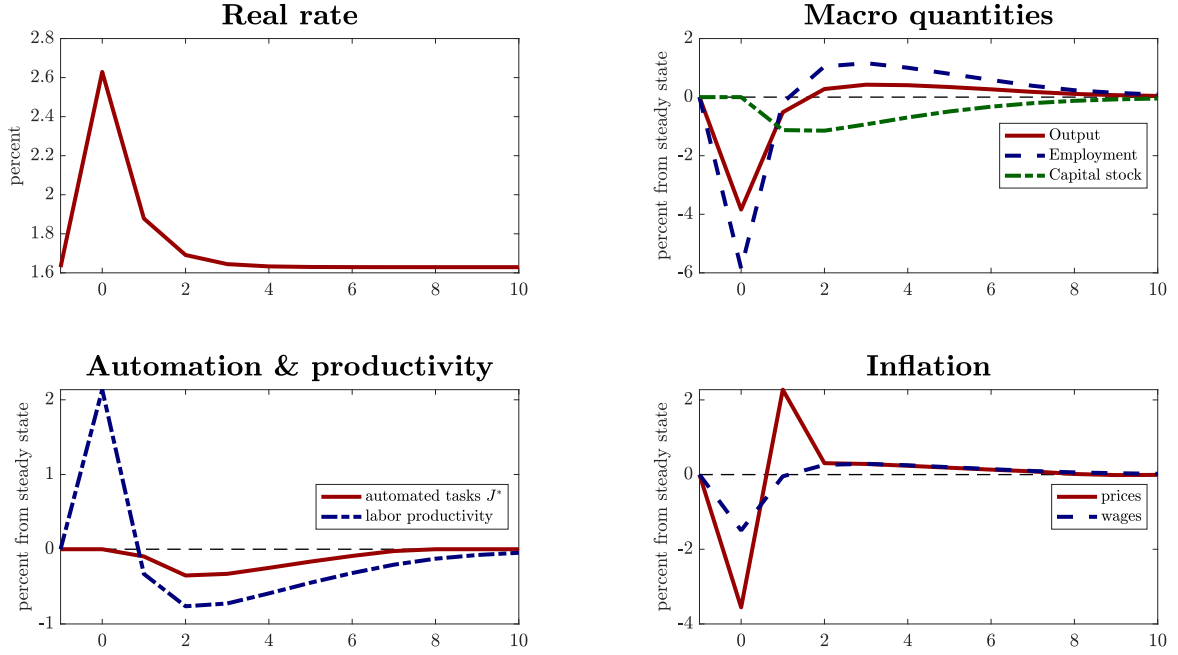 Real rate
percent
2.8
2.6
2.4
2.2
2
1.8
1.6
0
2
4
6
8
10
Macro quantities
percent from steady state
2
0
-2
-4
-6
Output
Employment
Capital stock
0
2
4
6
8
10
Automation & productivity
percent from steady state
2
1
0
-1
automated tasks J*
labor productivity
0
2
4
6
8
10
Inflation
percent from steady state
2
0
-2
-4
prices
wages
0
2
4
6
8
10